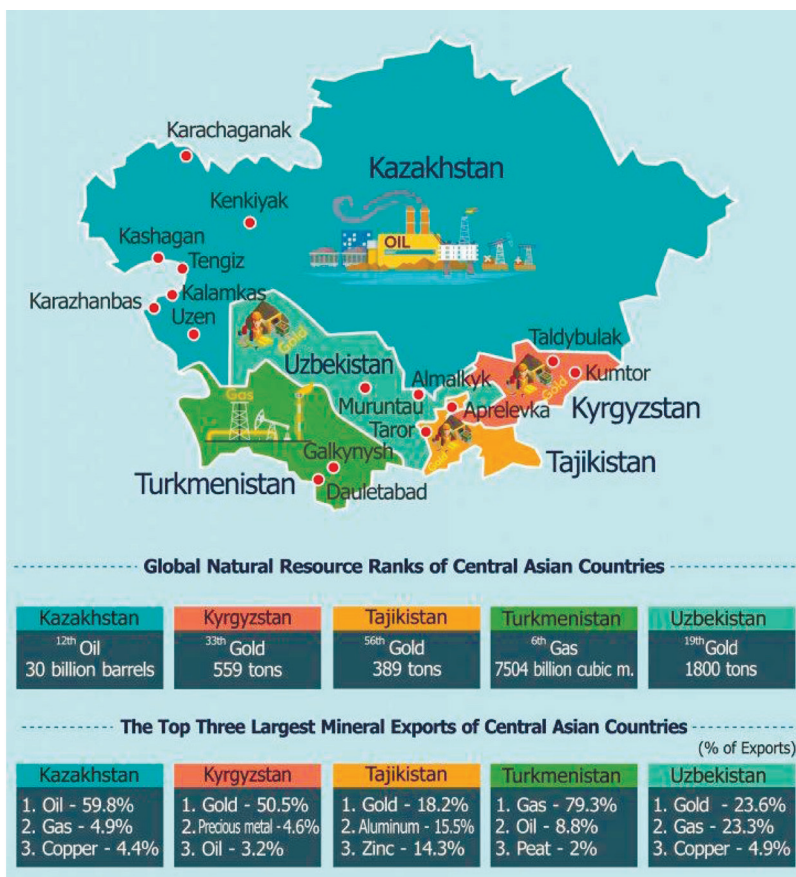 Karachaganak
Kazakhstan
Kenkiyak
OIL
Kashagan
Tengiz
Kalamkas
Karazhanbas
Uzen
Gold
Taldybulak
Uzbekistan
Gold
Kumtor
Almalkyk
Gas
Muruntau
Aprelevka
Kyrgyzstan
Taror
Gold
Galkynysh
Tajikistan
Turkmenistan
Dauletabad
Global Natural Resource Ranks of Central Asian Countries
Kazakhstan
12th Oil
30 billion barrels
Kyrgyzstan
33th Gold
559 tons
Tajikistan
56th Gold
389 tons
Turkmenistan
6th Gas
7504 billion cubic m.
Uzbekistan
19th Gold
1800 tons
The Top Three Largest Mineral Exports of Central Asian Countries
(% of Exports)
Kazakhstan
1. Oil - 59.8%
2. Gas - 4.9%
3. Copper - 4.4%
Kyrgyzstan
1. Gold - 50.5%
2. Precious metal - 4.6%
3. Oil - 3.2%
Tajikistan
1. Gold - 18.2%
2. Aluminum - 15.5%
3. Zinc - 14.3%
Turkmenistan
1. Gas - 79.3%
2. Oil - 8.8%
3. Peat - 2%
Uzbekistan
1. Gold - 23.6%
2. Gas - 23.3%
3. Copper - 4.9%